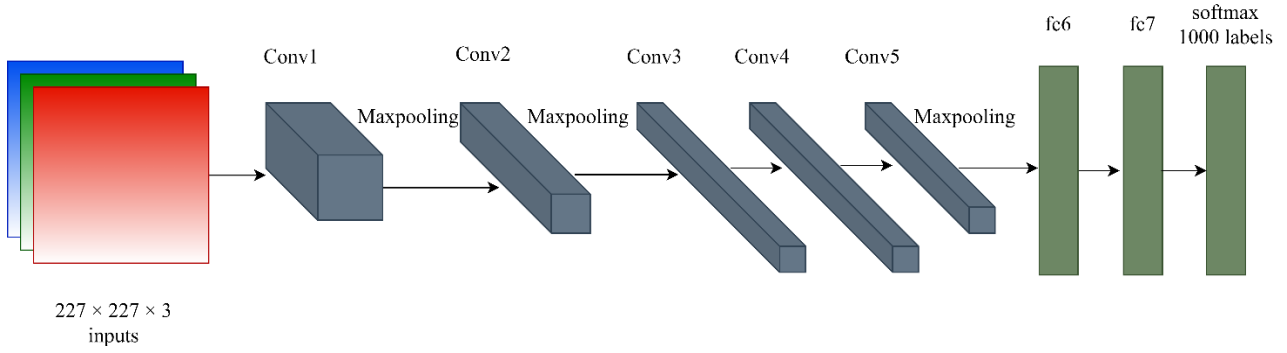 Conv1
Maxpooling
Conv2
Maxpooling
Conv3
Conv4
Conv5
Maxpooling
fc6
fc7
softmax
1000 labels
227 × 227 × 3
inputs